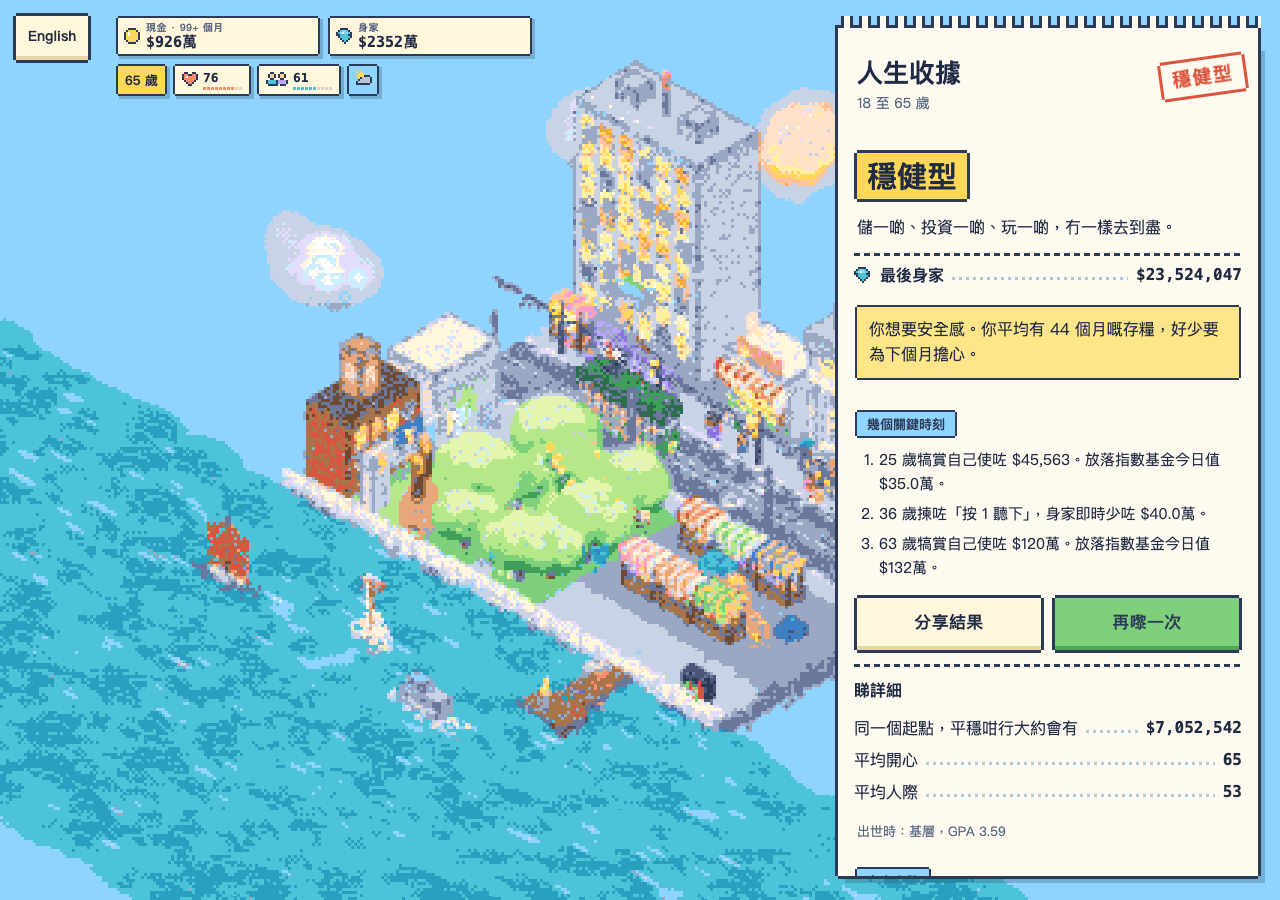 English
現金 · 99+ 個月
$926萬
身家
$2352萬
65 歲
76
61
人生收據
18 至 65 歲
穩健型
穩健型
儲一啲、投資一啲、玩一啲，冇一樣去到盡。
最後身家
$23,524,047
你想要安全感。你平均有 44 個月嘅存糧，好少要
為下個月擔心。
幾個關鍵時刻
1. 25 歲犒賞自己使咗 $45,563。放落指數基金今日值
$35.0萬。
2. 36 歲揀咗「按 1 聽下」，身家即時少咗 $40.0萬。
3. 63 歲犒賞自己使咗 $120萬。放落指數基金今日值
$132萬。
分享結果
再嚟一次
睇詳細
同一個起點，平穩咁行大約會有
$7,052,542
平均開心
65
平均人際
53
出世時：基層，GPA 3.59